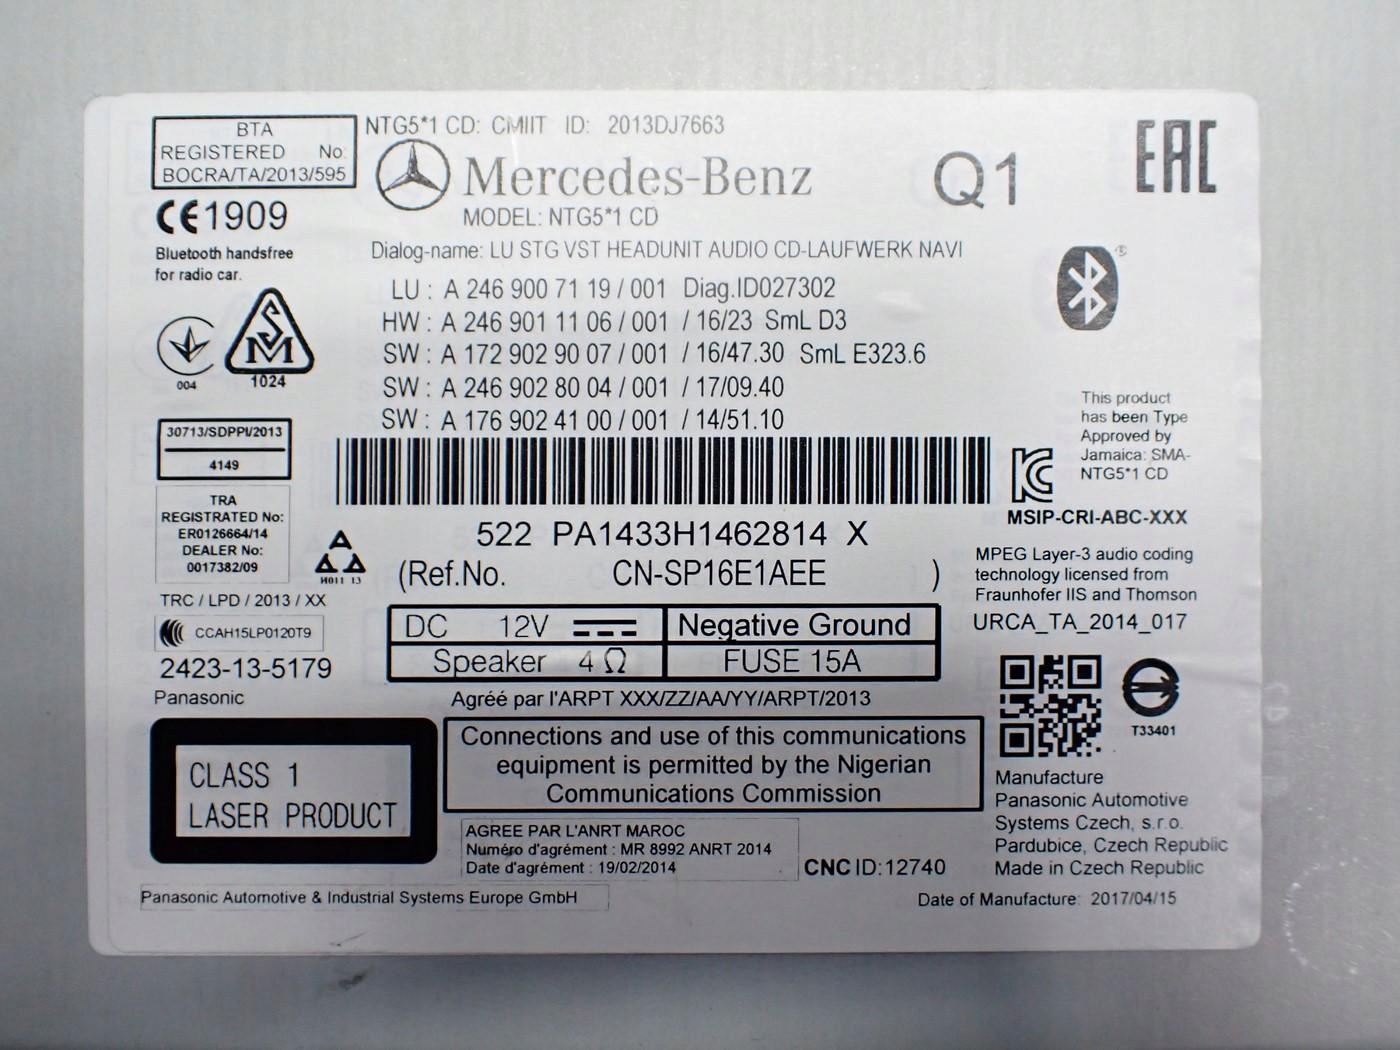 BTA
REGISTERED No:
BOCRA/TA/2013/595
NTG5*1 CD: CMIIT ID: 2013DJ7663
Mercedes-Benz
Q1
EAC
MODEL: NTG5*1 CD
CE1909
Bluetooth handsfree
for radio car.
Dialog-name: LU STG VST HEADUNIT AUDIO CD-LAUFWERK NAVI
LU : A 246 900 71 19 / 001 Diag.ID027302
HW : A 246 901 11 06 / 001 / 16/23 SmL D3
SW : A 172 902 90 07 / 001 / 16/47.30 SmL E323.6
SW : A 246 902 80 04 / 001 / 17/09.40
SW : A 176 902 41 00 / 001 / 14/51.10
®
004
SM
1024
30713/SDPPI/2013
4149
TRA
REGISTRATED No:
ER0126664/14
DEALER No:
0017382/09
H011 13
TRC / LPD / 2013 / XX
CCAH15LP0120T9
2423-13-5179
Panasonic
This product
has been Type
Approved by
Jamaica: SMA-
NTG5*1 CD
MSIP-CRI-ABC-XXX
522 PA1433H1462814 X
(Ref.No. CN-SP16E1AEE )
MPEG Layer-3 audio coding
technology licensed from
Fraunhofer IIS and Thomson
URCA_TA_2014_017
DC 12V
Negative Ground
Speaker 4 Ω
FUSE 15A
Agréé par l'ARPT XXX/ZZ/AA/YY/ARPT/2013
T33401
CLASS 1
LASER PRODUCT
Connections and use of this communications
equipment is permitted by the Nigerian
Communications Commission
AGREE PAR L'ANRT MAROC
Numéro d'agrément : MR 8992 ANRT 2014
Date d'agrément : 19/02/2014
CNC ID:12740
Manufacture
Panasonic Automotive
Systems Czech, s.r.o.
Pardubice, Czech Republic
Made in Czech Republic
Panasonic Automotive & Industrial Systems Europe GmbH
Date of Manufacture: 2017/04/15